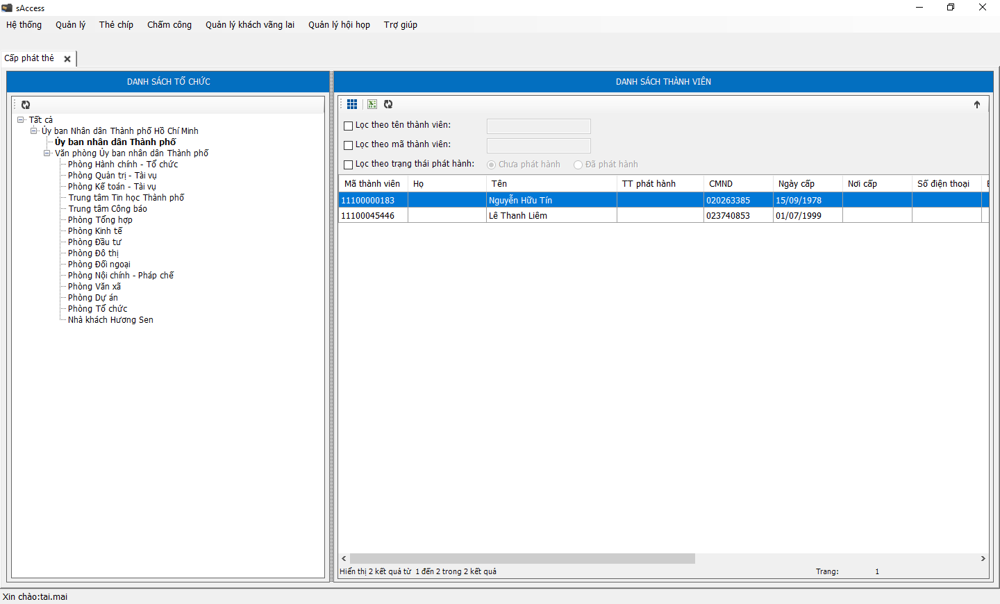 sAccess
Hệ thống Quản lý Thẻ chíp Chấm công Quản lý khách vãng lai Quản lý hội họp Trợ giúp
Cấp phát thẻ
DANH SÁCH TỔ CHỨC
Tất cả
Ủy ban Nhân dân Thành phố Hồ Chí Minh
Ủy ban nhân dân Thành phố
Văn phòng Ủy ban nhân dân Thành phố
Phòng Hành chính - Tổ chức
Phòng Quản trị - Tài vụ
Phòng Kế toán - Tài vụ
Trung tâm Tin học Thành phố
Trung tâm Công báo
Phòng Tổng hợp
Phòng Kinh tế
Phòng Đầu tư
Phòng Đô thị
Phòng Đối ngoại
Phòng Nội chính - Pháp chế
Phòng Văn xã
Phòng Dự án
Phòng Tổ chức
Nhà khách Hương Sen
DANH SÁCH THÀNH VIÊN
Lọc theo tên thành viên:
Lọc theo mã thành viên:
Lọc theo trạng thái phát hành: Chưa phát hành Đã phát hành
Mã thành viên Họ Tên TT phát hành CMND Ngày cấp Nơi cấp Số điện thoại
11100000183 Nguyễn Hữu Tín 020263385 15/09/1978
11100045446 Lê Thanh Liêm 023740853 01/07/1999
Hiển thị 2 kết quả từ 1 đến 2 trong 2 kết quả Trang: 1
Xin chào:tai.mai